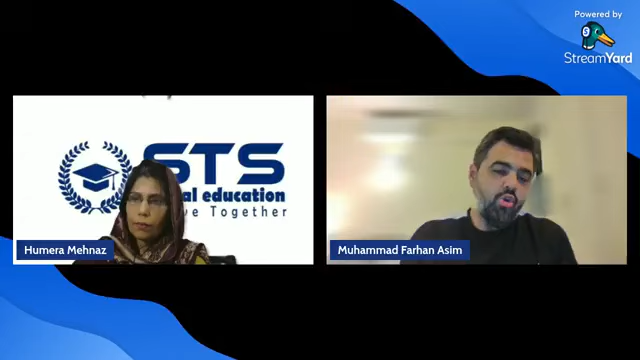 Powered by
StreamYard
STS
al education
e Together
Humera Mehnaz
Muhammad Farhan Asim